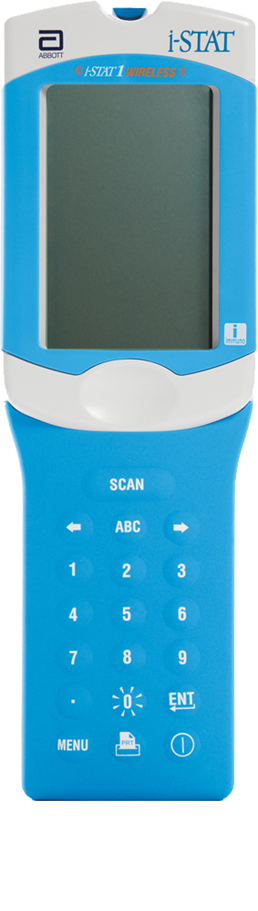 i-STAT
ABBOTT
i-STAT 1 WIRELESS
i
SCAN
ABC
1 2 3
4 5 6
7 8 9
. 0 ENT
MENU PRT